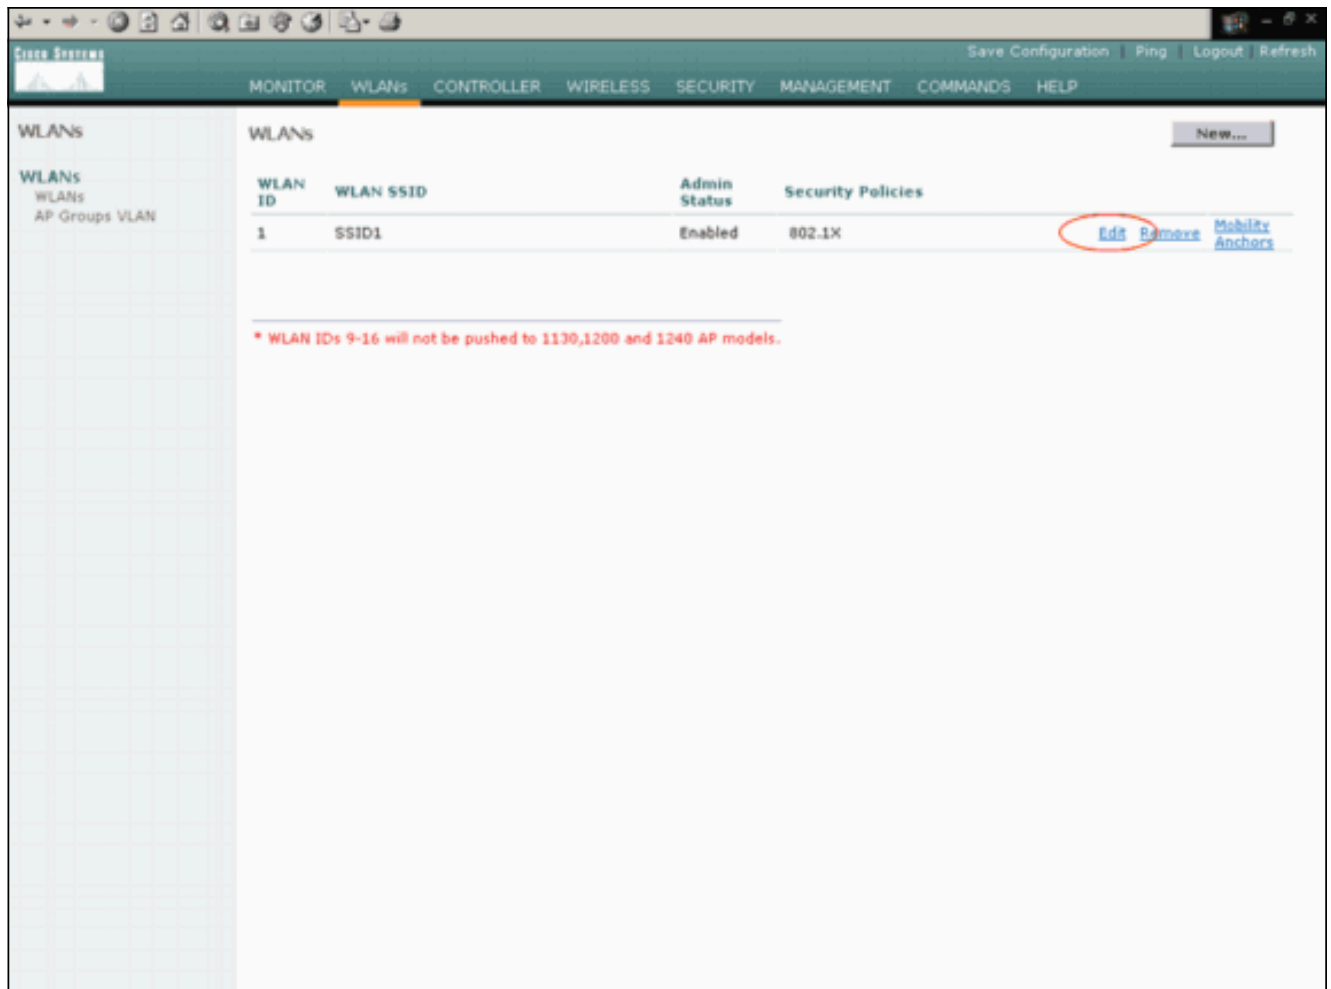 CISCO SYSTEMS
Save Configuration | Ping | Logout | Refresh
MONITOR WLANs CONTROLLER WIRELESS SECURITY MANAGEMENT COMMANDS HELP
WLANs
WLANs
WLANs
AP Groups VLAN
WLANs
New...
WLAN ID WLAN SSID Admin Status Security Policies
1 SSID1 Enabled 802.1X Edit Remove Mobility Anchors
* WLAN IDs 9-16 will not be pushed to 1130,1200 and 1240 AP models.